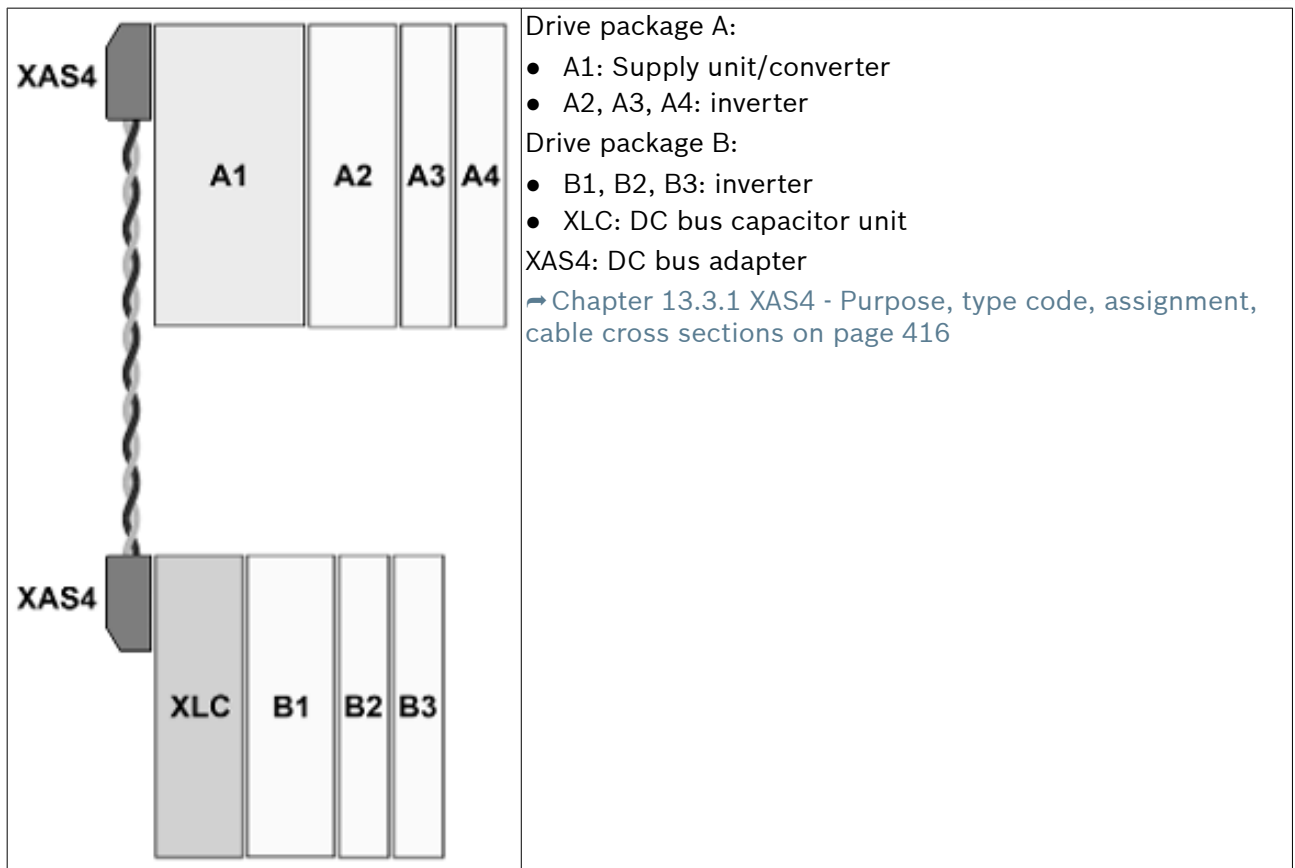 XAS4
A1
A2
A3
A4
XAS4
XLC
B1
B2
B3
Drive package A:
● A1: Supply unit/converter
● A2, A3, A4: inverter
Drive package B:
● B1, B2, B3: inverter
● XLC: DC bus capacitor unit
XAS4: DC bus adapter
➦ Chapter 13.3.1 XAS4 - Purpose, type code, assignment,
cable cross sections on page 416